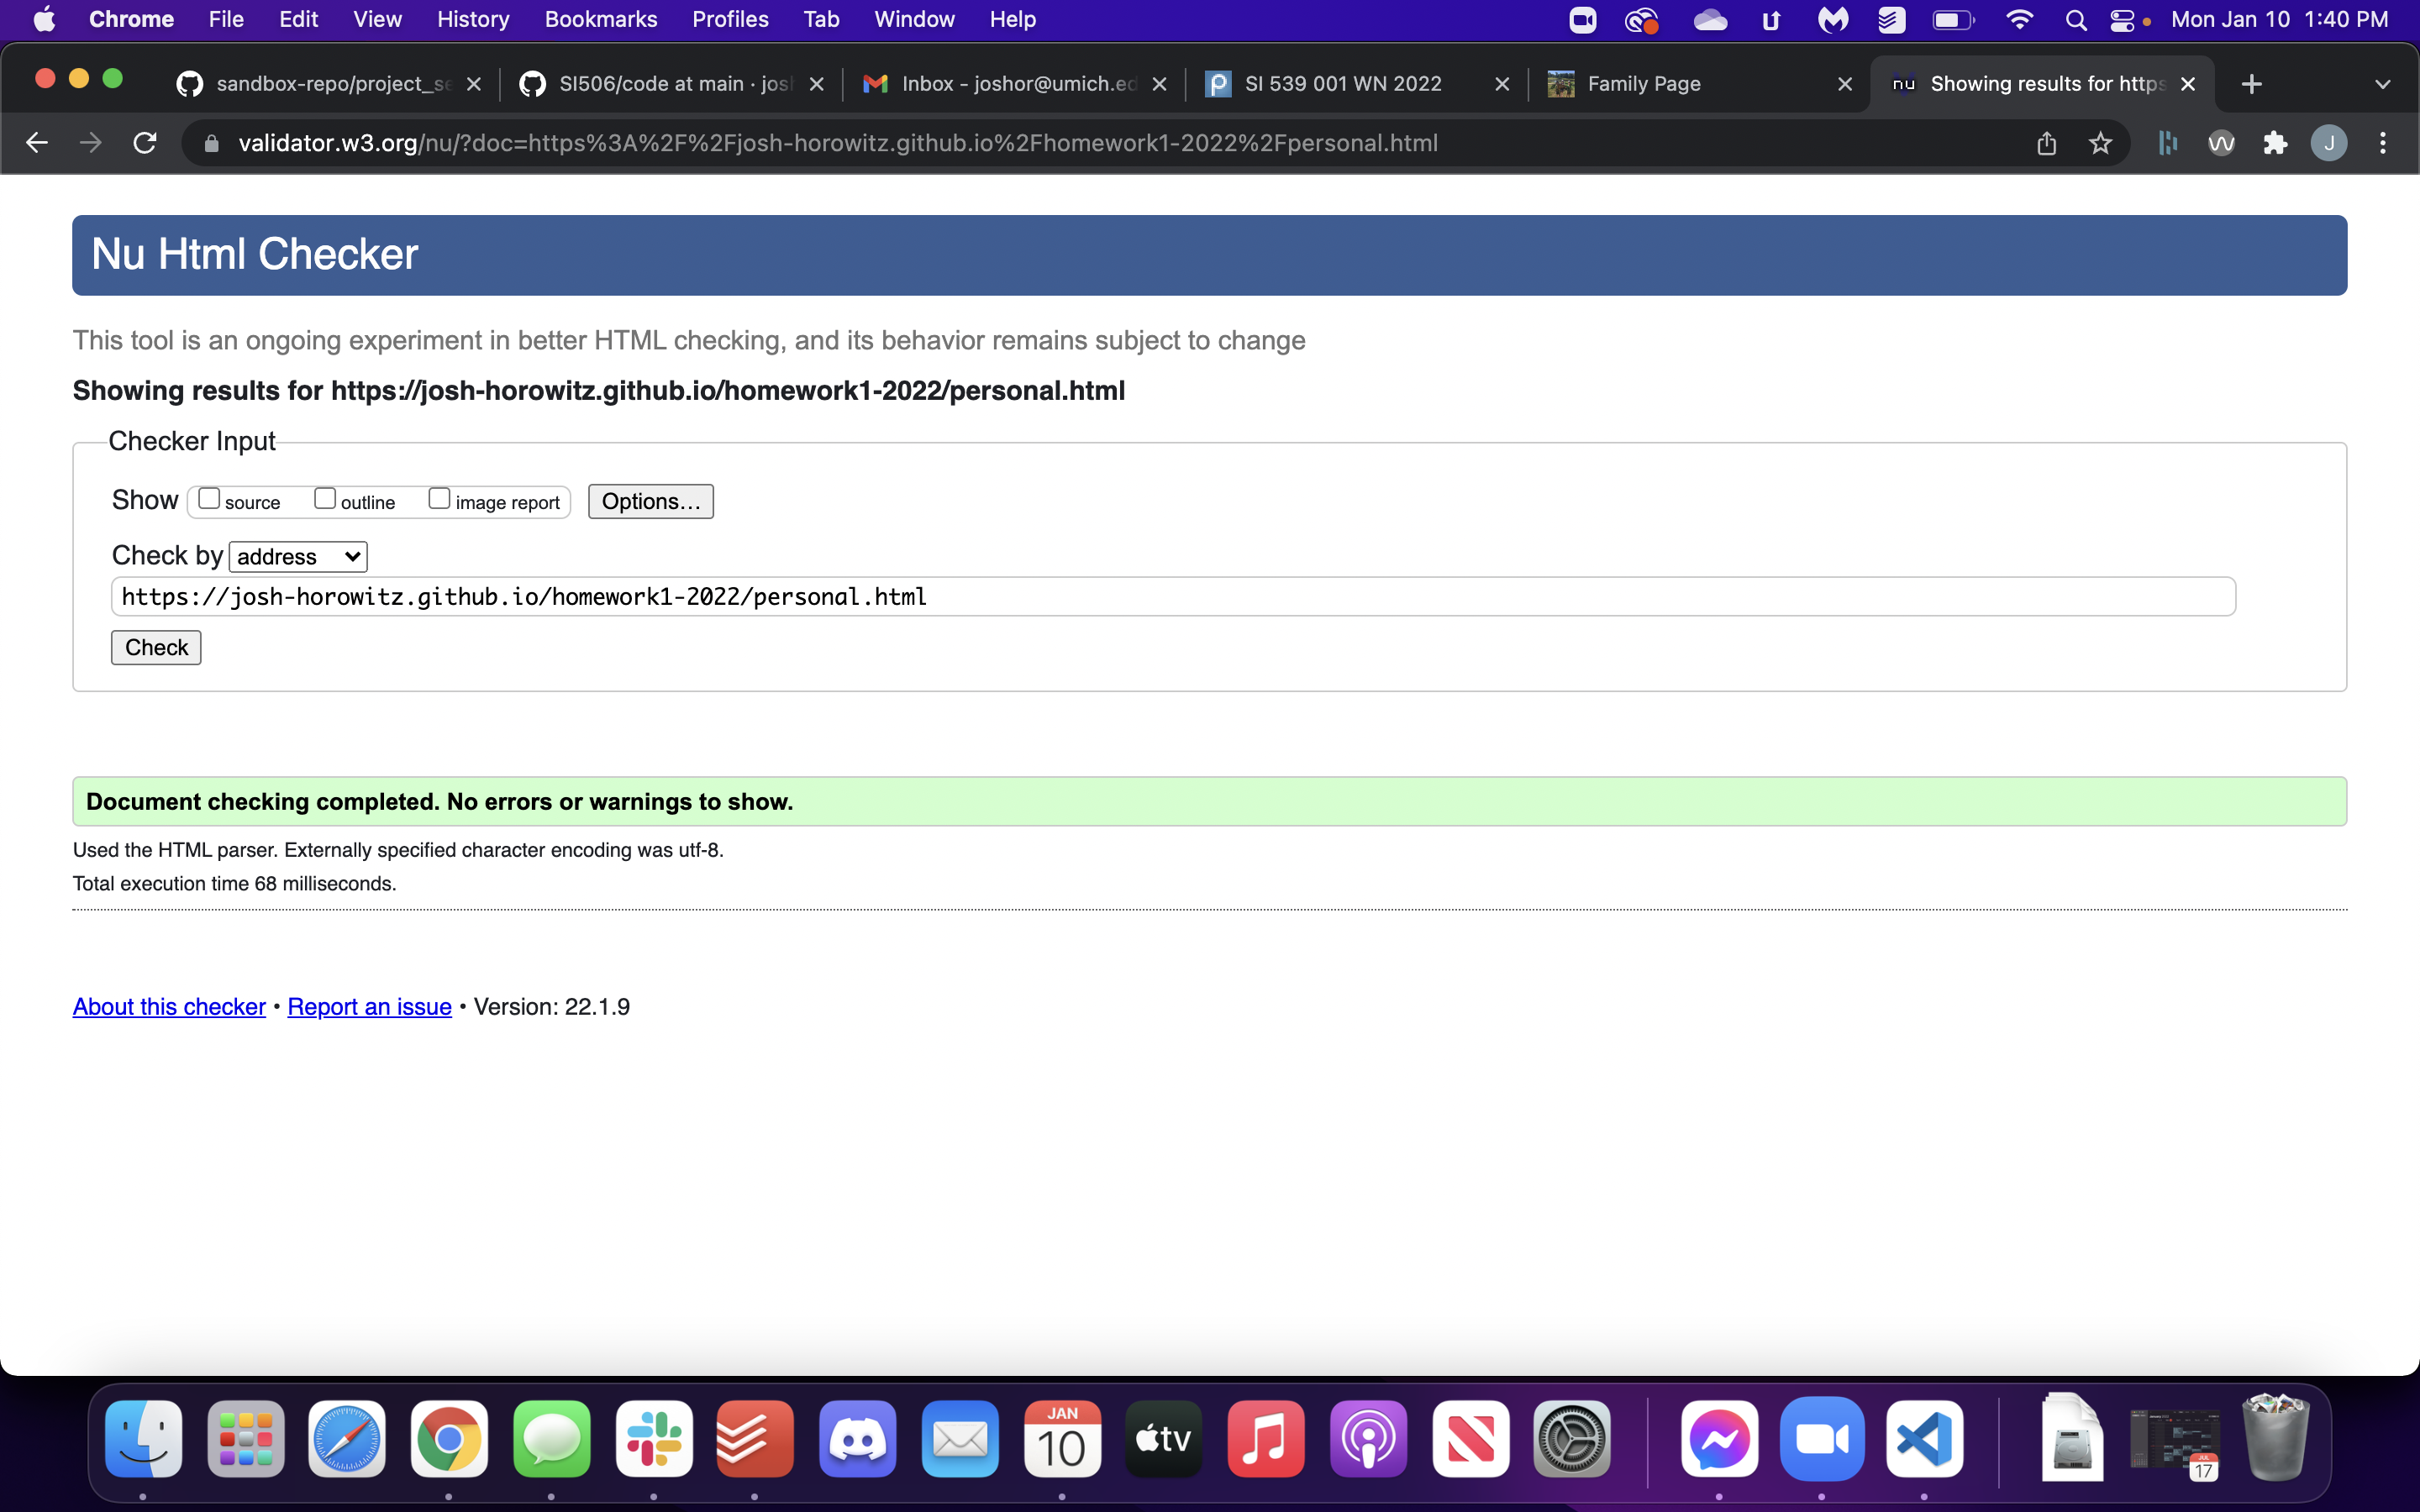 Chrome File Edit View History Bookmarks Profiles Tab Window Help Mon Jan 10 1:40 PM
sandbox-repo/project_se SI506/code at main · josh Inbox - joshor@umich.ed SI 539 001 WN 2022 Family Page nu Showing results for https
validator.w3.org/nu/?doc=https%3A%2F%2Fjosh-horowitz.github.io%2Fhomework1-2022%2Fpersonal.html J
Nu Html Checker
This tool is an ongoing experiment in better HTML checking, and its behavior remains subject to change
Showing results for https://josh-horowitz.github.io/homework1-2022/personal.html
Checker Input
Show source outline image report Options...
Check by address
https://josh-horowitz.github.io/homework1-2022/personal.html
Check
Document checking completed. No errors or warnings to show.
Used the HTML parser. Externally specified character encoding was utf-8.
Total execution time 68 milliseconds.
About this checker • Report an issue • Version: 22.1.9
JAN
10
tv
JUL
17